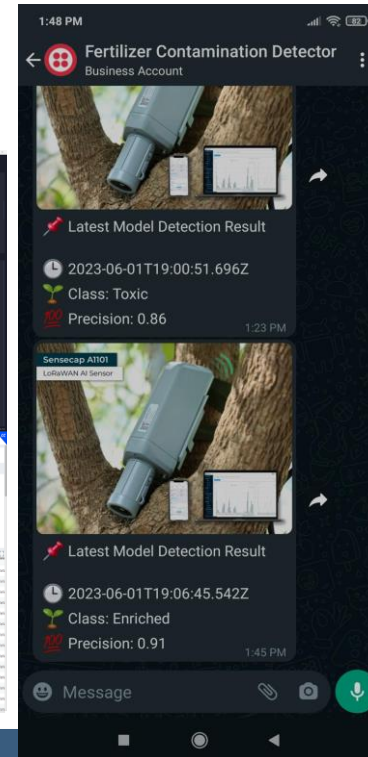 1:48 PM
82
Fertilizer Contamination Detector
Business Account
📌 Latest Model Detection Result
🕒 2023-06-01T19:00:51.696Z
🌱 Class: Toxic
💯 Precision: 0.86
1:23 PM
Sensecap A1101
LoRaWAN AI Sensor
📌 Latest Model Detection Result
🕒 2023-06-01T19:06:45.542Z
🌱 Class: Enriched
💯 Precision: 0.91
1:45 PM
Message